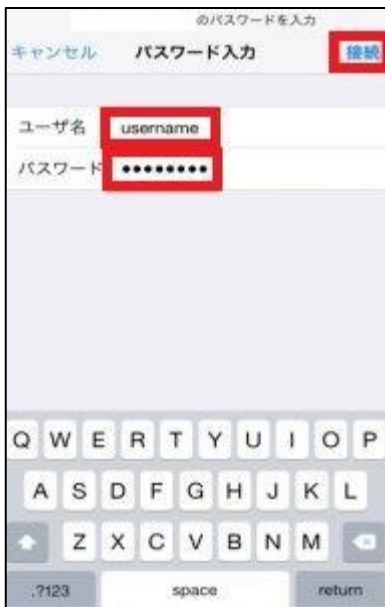 のパスワードを入力
キャンセル パスワード入力 接続
ユーザ名 username
パスワード ••••••••
Q W E R T Y U I O P
A S D F G H J K L
Z X C V B N M
.?123 space return